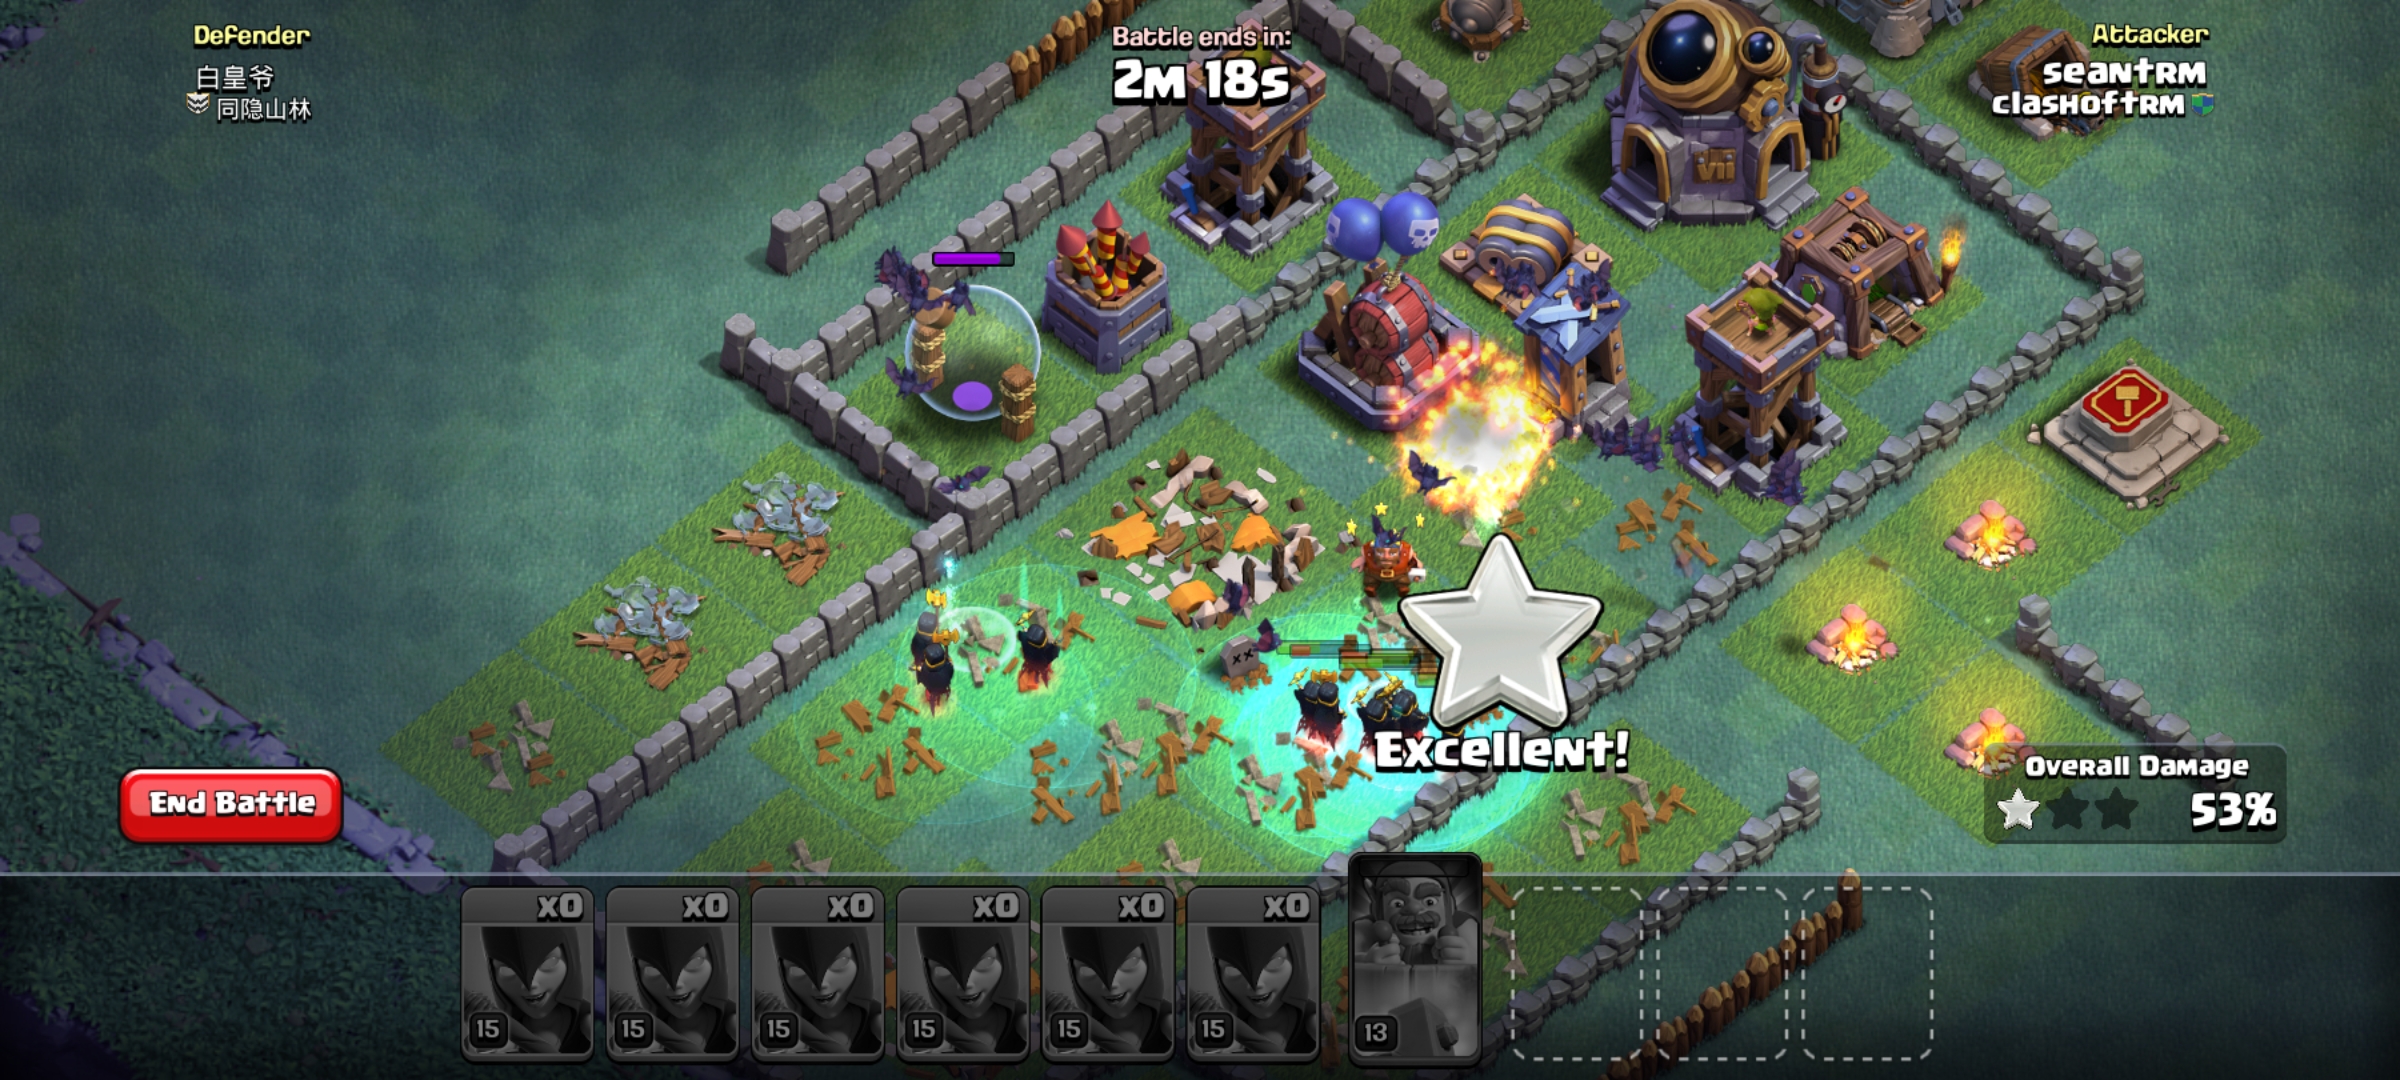 Defender
白皇爷
同隐山林
Battle ends in:
2M 18s
Attacker
seantRM
clashoftRM
VII
Excellent!
End Battle
Overall Damage
53%
x0
x0
x0
x0
x0
x0
15
15
15
15
15
15
13